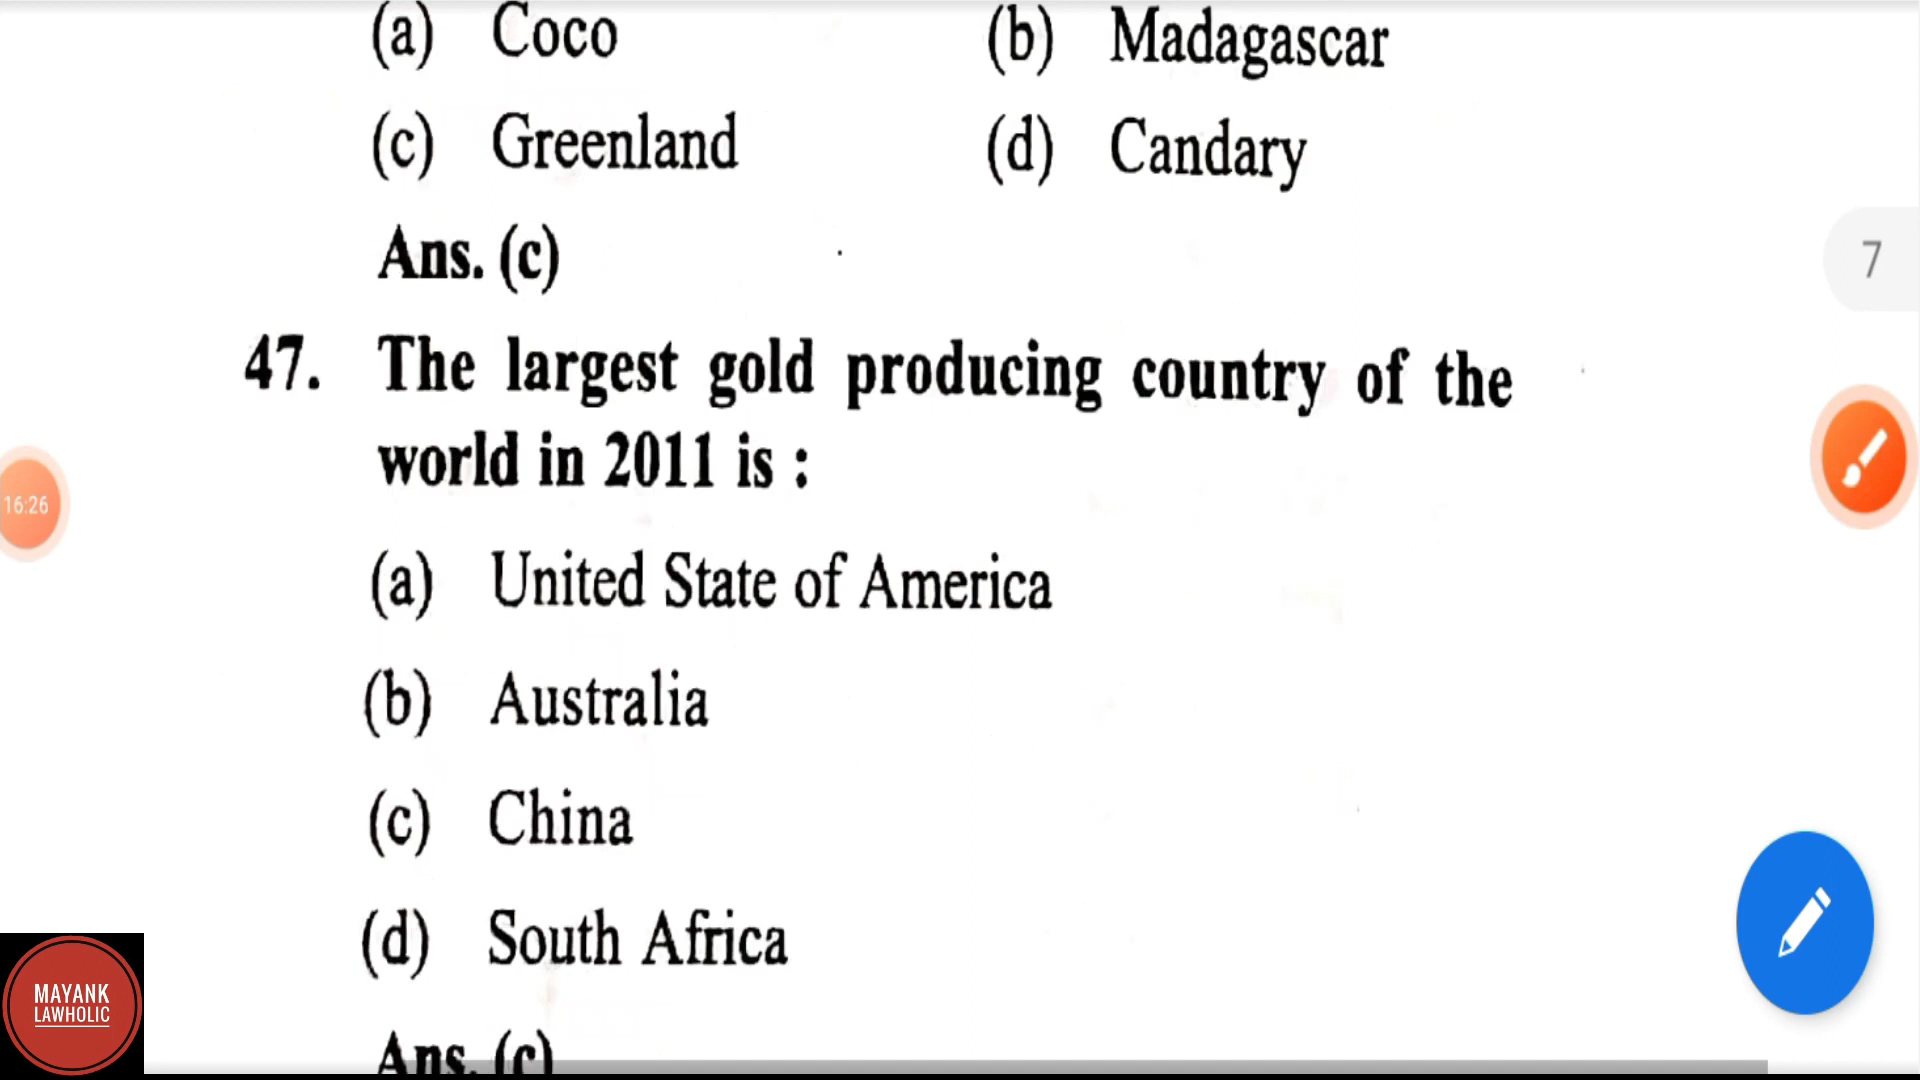 (a) Coco (b) Madagascar
(c) Greenland (d) Candary
Ans. (c)
7
47. The largest gold producing country of the
world in 2011 is :
16:26
(a) United State of America
(b) Australia
(c) China
(d) South Africa
MAYANK
LAWHOLIC
Ans. (c)